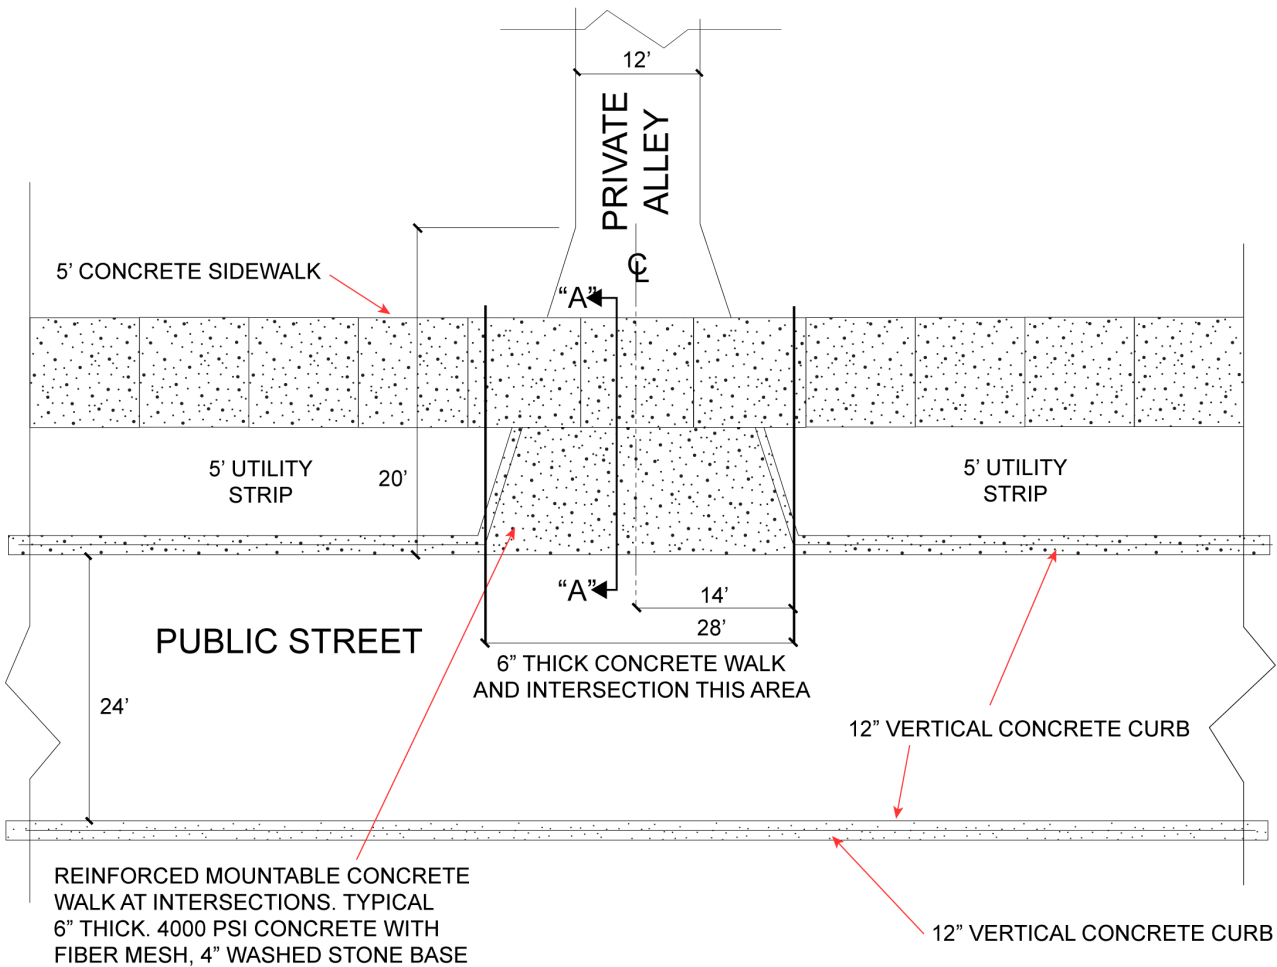 12’
PRIVATE
ALLEY
℄
5’ CONCRETE SIDEWALK
“A”
5’ UTILITY
STRIP
20’
5’ UTILITY
STRIP
“A”
14’
28’
PUBLIC STREET
6” THICK CONCRETE WALK
AND INTERSECTION THIS AREA
24’
12” VERTICAL CONCRETE CURB
REINFORCED MOUNTABLE CONCRETE
WALK AT INTERSECTIONS. TYPICAL
6” THICK. 4000 PSI CONCRETE WITH
FIBER MESH, 4” WASHED STONE BASE
12” VERTICAL CONCRETE CURB